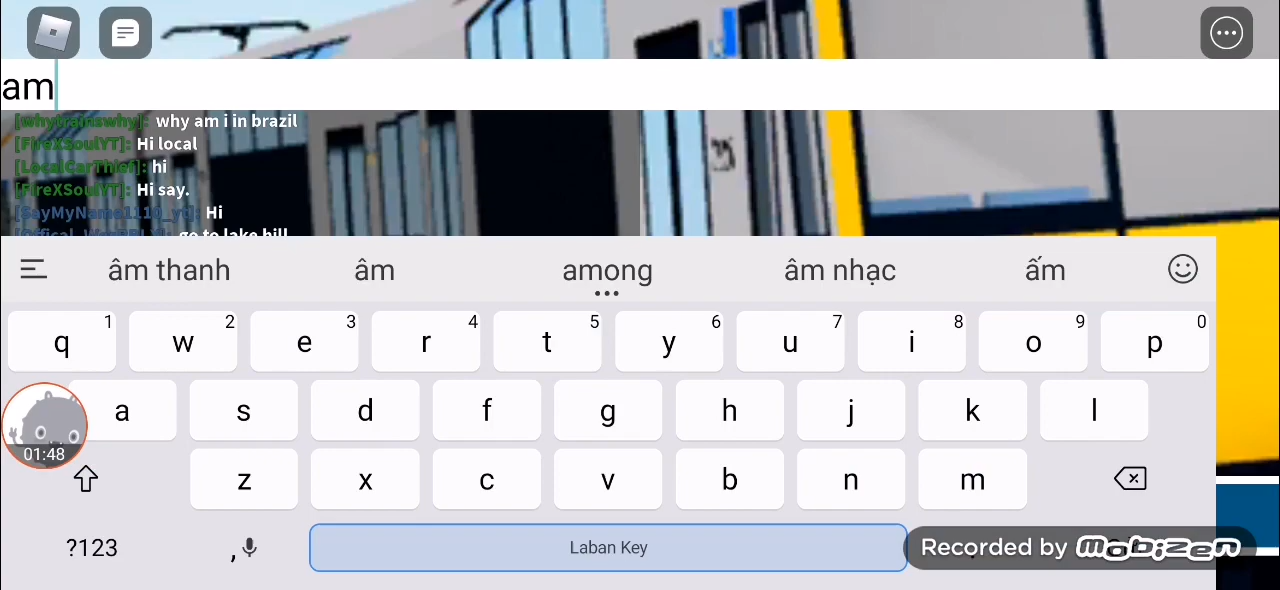 am
[whytrainswhy]: why am i in brazil
[FireXSoulYT]: Hi local
[LocalCarThief]: hi
[FireXSoulYT]: Hi say.
[SayMyName1110_yt]: Hi
go to lake hill
âm thanh âm among âm nhạc ấm
1 2 3 4 5 6 7 8 9 0
q w e r t y u i o p
a s d f g h j k l
01:48
z x c v b n m
?123 , Laban Key
Recorded by mobizen